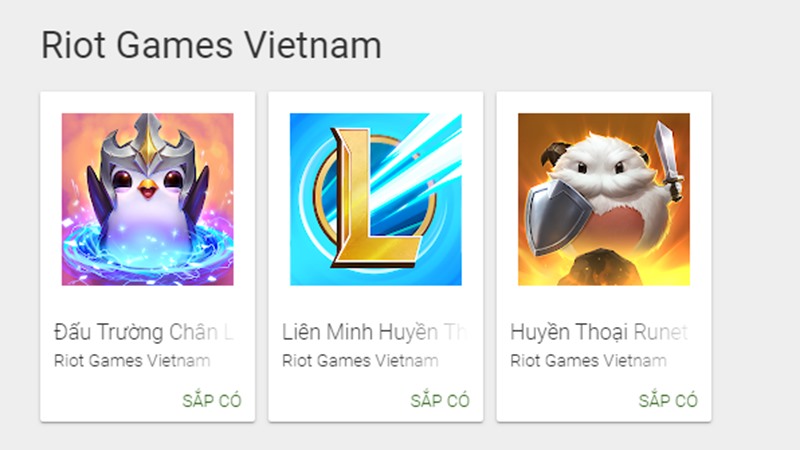 Riot Games Vietnam
Đấu Trường Chân L
Riot Games Vietnam
SẮP CÓ
Liên Minh Huyền Th
Riot Games Vietnam
SẮP CÓ
Huyền Thoại Runet
Riot Games Vietnam
SẮP CÓ